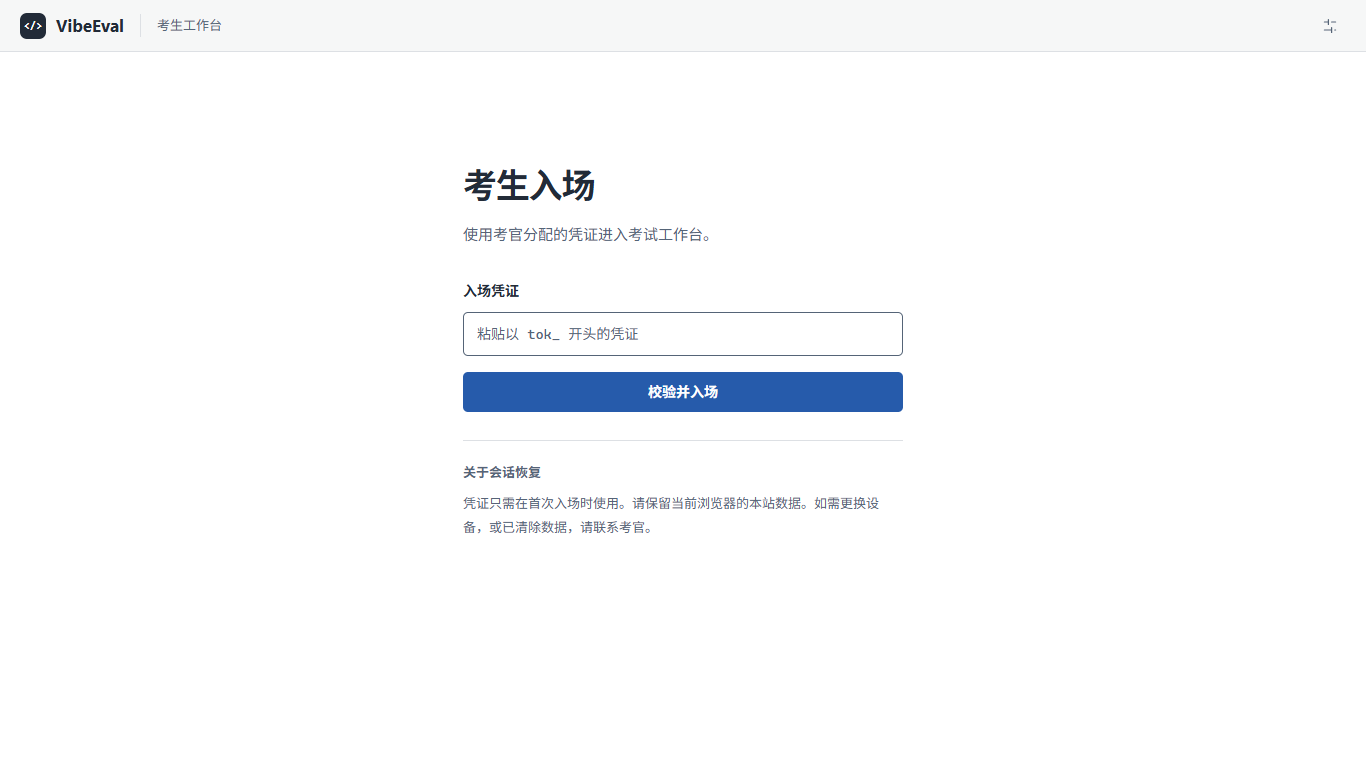 </> VibeEval 考生工作台
考生入场
使用考官分配的凭证进入考试工作台。
入场凭证
粘贴以 tok_ 开头的凭证
校验并入场
关于会话恢复
凭证只需在首次入场时使用。请保留当前浏览器的本站数据。如需更换设
备，或已清除数据，请联系考官。